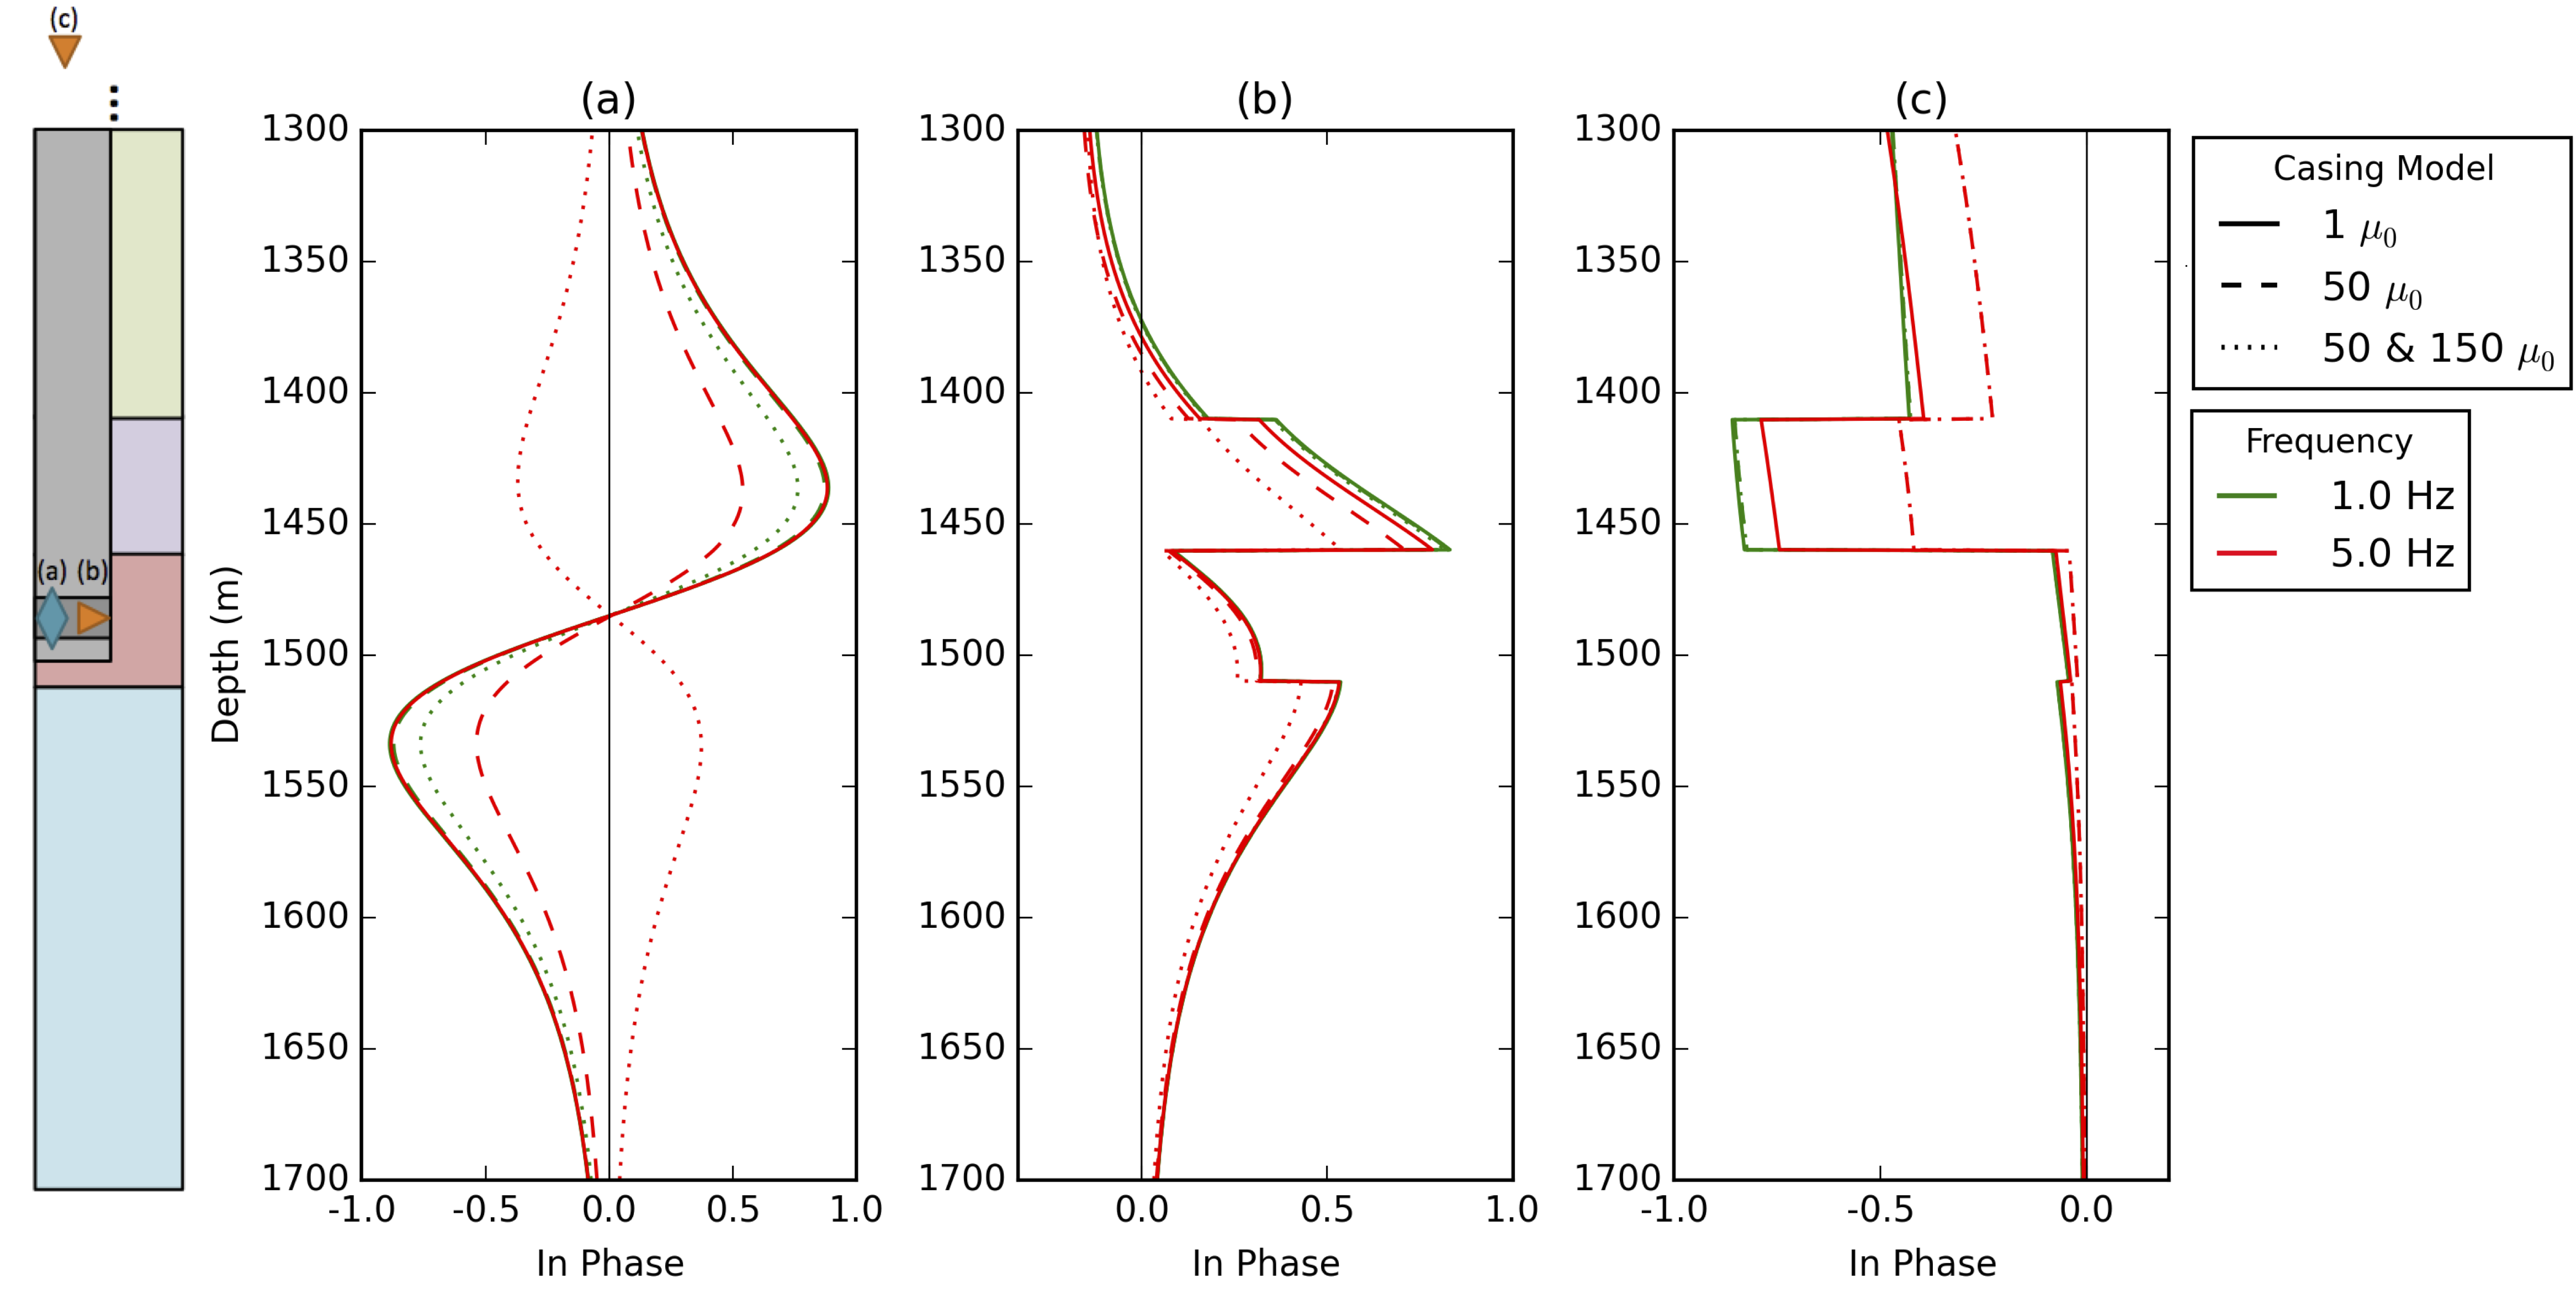 (c)
(a) (b)
(a)
1300
1350
1400
1450
1500
1550
1600
1650
1700
-1.0 -0.5 0.0 0.5 1.0
In Phase
Depth (m)
(b)
1300
1350
1400
1450
1500
1550
1600
1650
1700
0.0 0.5 1.0
In Phase
(c)
1300
1350
1400
1450
1500
1550
1600
1650
1700
-1.0 -0.5 0.0
In Phase
Casing Model
1 μ₀
50 μ₀
50 & 150 μ₀
Frequency
1.0 Hz
5.0 Hz